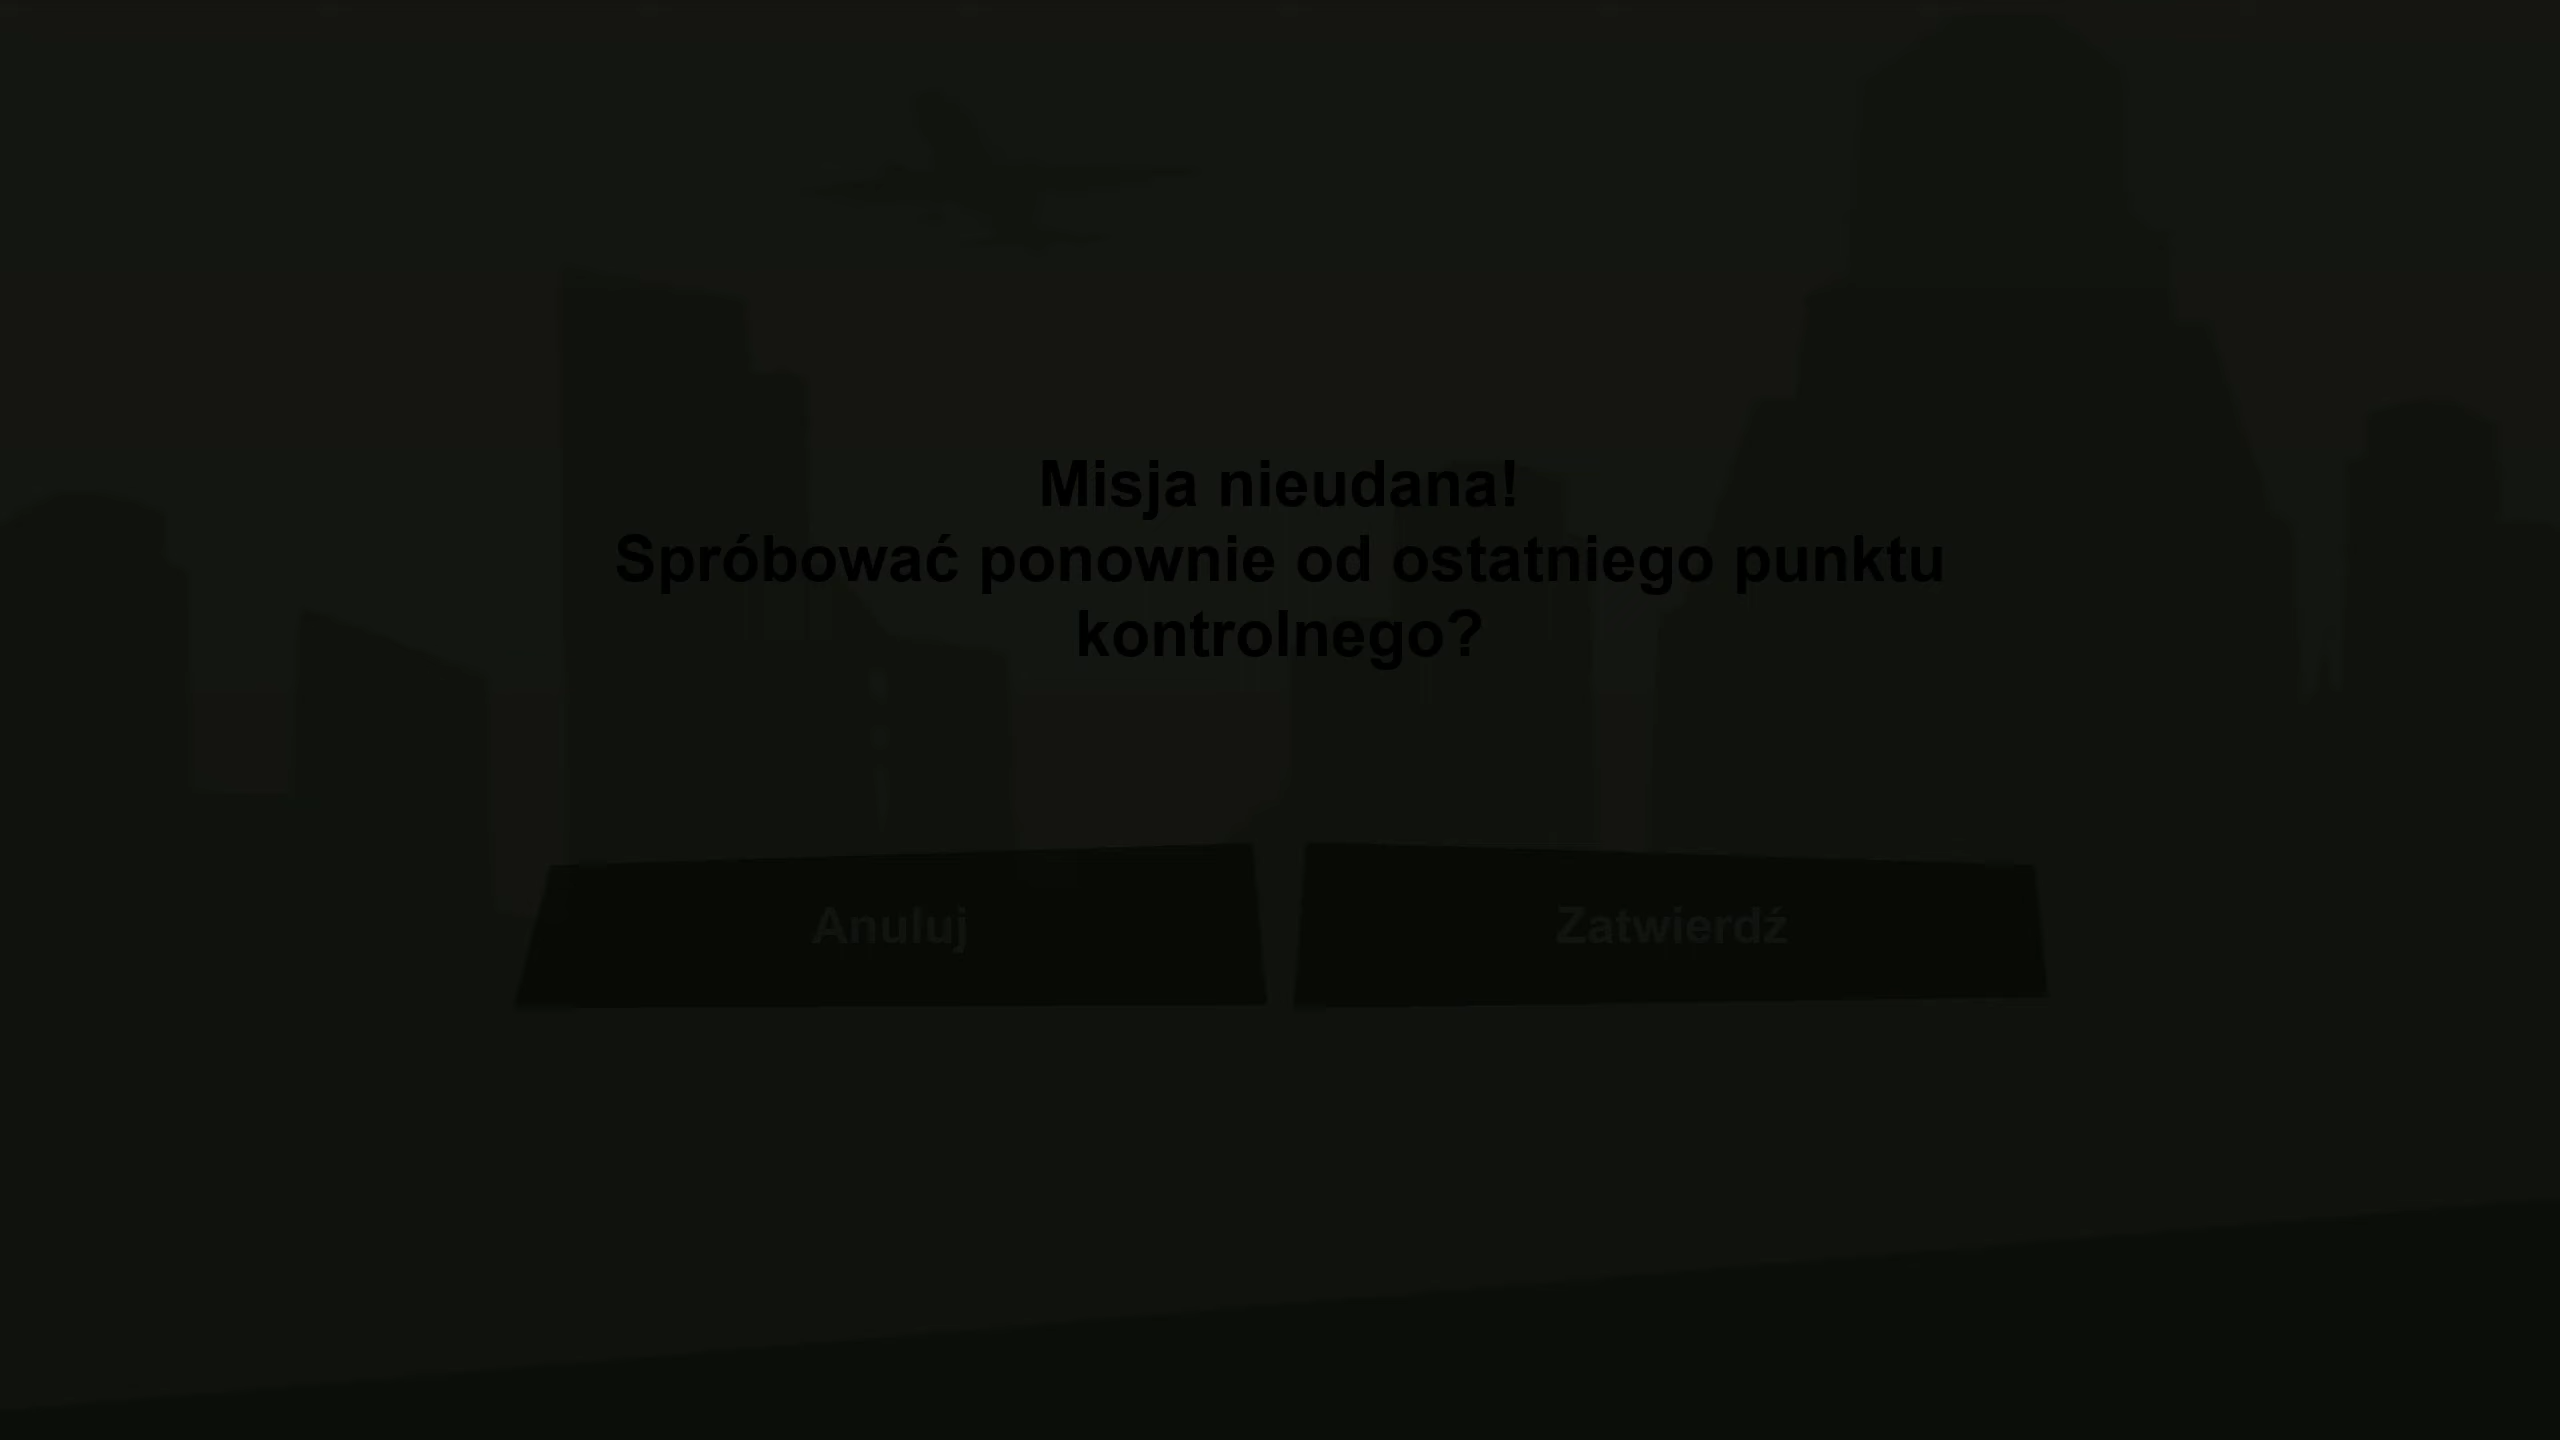 Misja nieudana!
Spróbować ponownie od ostatniego punktu
kontrolnego?
Anuluj
Zatwierdź